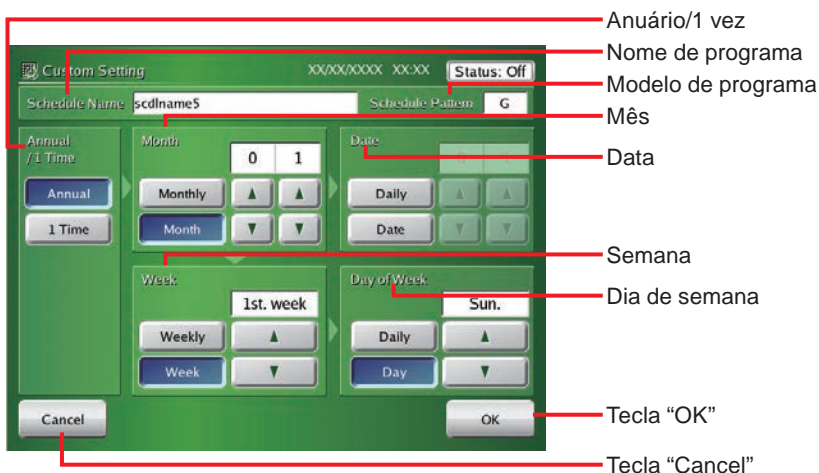 Anuário/1 vez
Nome de programa
Modelo de programa
Mês
Data
Semana
Dia de semana
Tecla “OK”
Tecla “Cancel”
Custom Setting XX/XX/XXXX XX:XX Status: Off
Schedule Name scdlname5 Schedule Pattern G
Annual
/1 Time
Annual
1 Time
Month
0 1
Monthly
Month
Date
0 1
Daily
Date
Week
1st. week
Weekly
Week
Day of Week
Sun.
Daily
Day
Cancel
OK